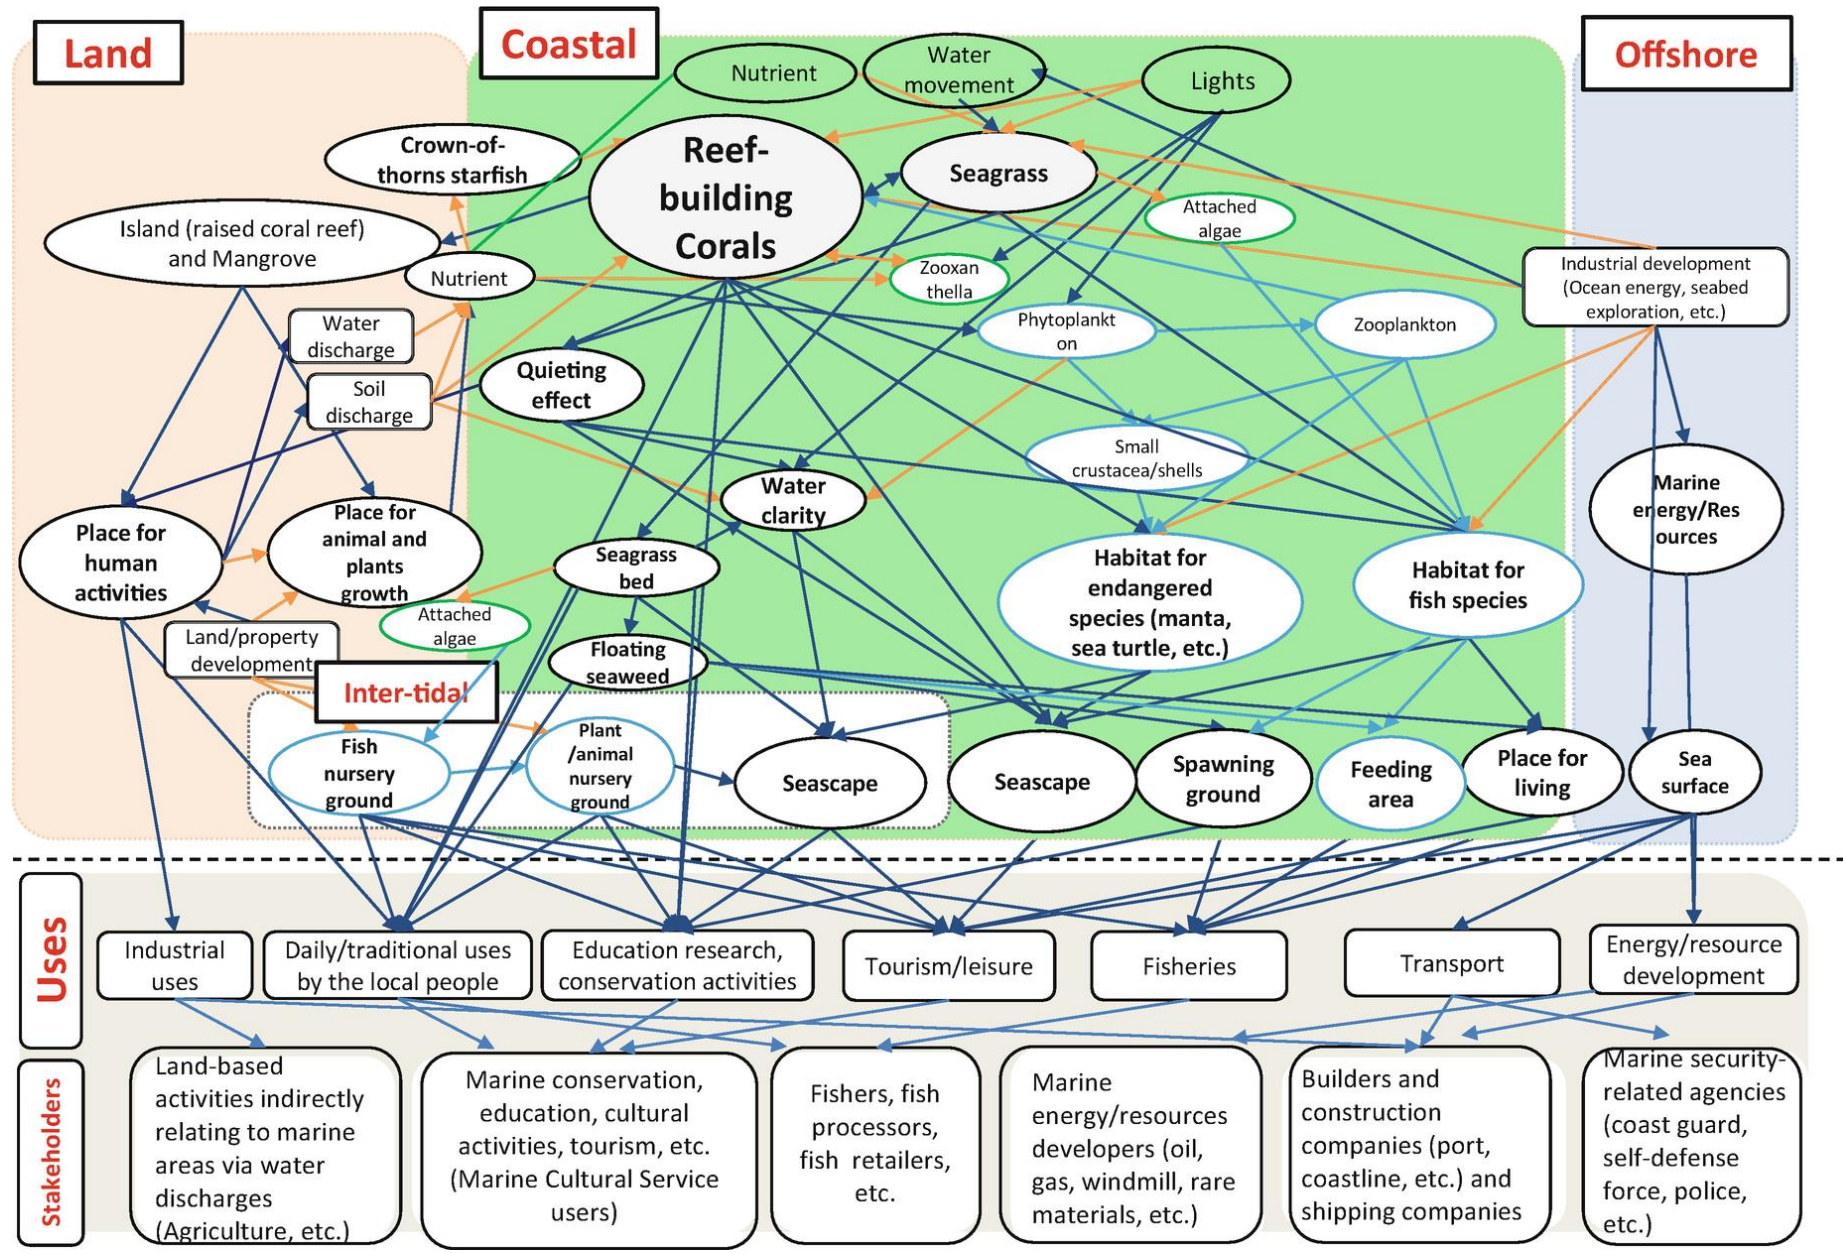 Land
Coastal
Offshore
Nutrient
Water
movement
Lights
Crown-of-
thorns starfish
Reef-
building
Corals
Seagrass
Attached
algae
Island (raised coral reef)
and Mangrove
Nutrient
Zooxan
thella
Industrial development
(Ocean energy, seabed
exploration, etc.)
Water
discharge
Phytoplankt
on
Zooplankton
Soil
discharge
Quieting
effect
Small
crustacea/shells
Water
clarity
Marine
energy/Res
ources
Place for
human
activities
Place for
animal and
plants
growth
Seagrass
bed
Habitat for
endangered
species (manta,
sea turtle, etc.)
Habitat for
fish species
Attached
algae
Land/property
development
Floating
seaweed
Inter-tidal
Fish
nursery
ground
Plant
/animal
nursery
ground
Seascape
Seascape
Spawning
ground
Feeding
area
Place for
living
Sea
surface
Uses
Industrial
uses
Daily/traditional uses
by the local people
Education research,
conservation activities
Tourism/leisure
Fisheries
Transport
Energy/resource
development
Stakeholders
Land-based
activities indirectly
relating to marine
areas via water
discharges
(Agriculture, etc.)
Marine conservation,
education, cultural
activities, tourism, etc.
(Marine Cultural Service
users)
Fishers, fish
processors,
fish retailers,
etc.
Marine
energy/resources
developers (oil,
gas, windmill, rare
materials, etc.)
Builders and
construction
companies (port,
coastline, etc.) and
shipping companies
Marine security-
related agencies
(coast guard,
self-defense
force, police,
etc.)